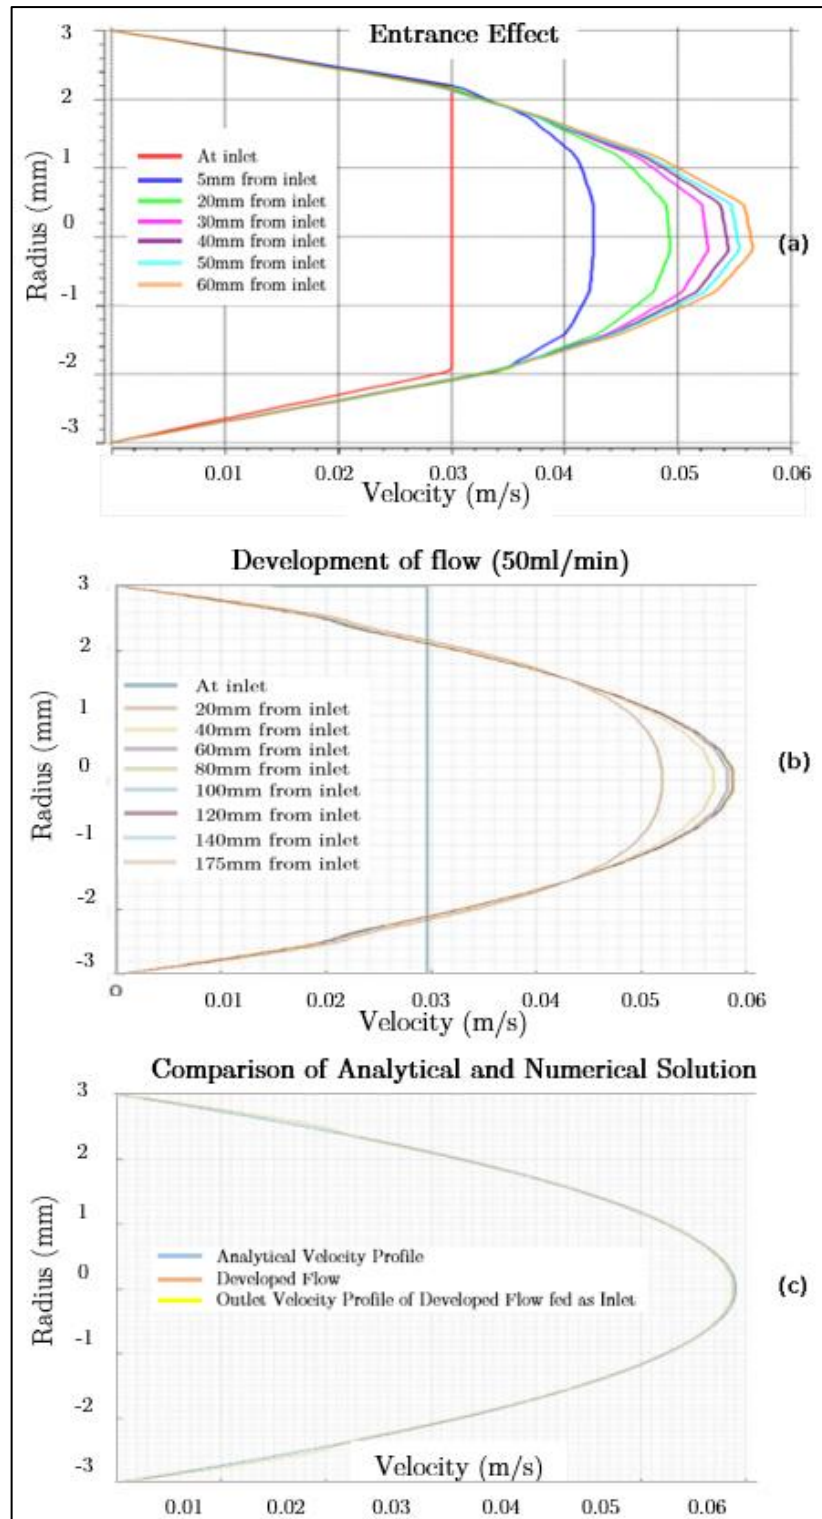 Entrance Effect
3
2
1
0
-1
-2
-3
Radius (mm)
At inlet
5mm from inlet
20mm from inlet
30mm from inlet
40mm from inlet
50mm from inlet
60mm from inlet
(a)
0.01 0.02 0.03 0.04 0.05 0.06
Velocity (m/s)
Development of flow (50ml/min)
3
2
1
0
-1
-2
-3
Radius (mm)
At inlet
20mm from inlet
40mm from inlet
60mm from inlet
80mm from inlet
100mm from inlet
120mm from inlet
140mm from inlet
175mm from inlet
(b)
0 0.01 0.02 0.03 0.04 0.05 0.06
Velocity (m/s)
Comparison of Analytical and Numerical Solution
3
2
1
0
-1
-2
-3
Radius (mm)
Analytical Velocity Profile
Developed Flow
Outlet Velocity Profile of Developed Flow fed as Inlet
(c)
Velocity (m/s)
0.01 0.02 0.03 0.04 0.05 0.06